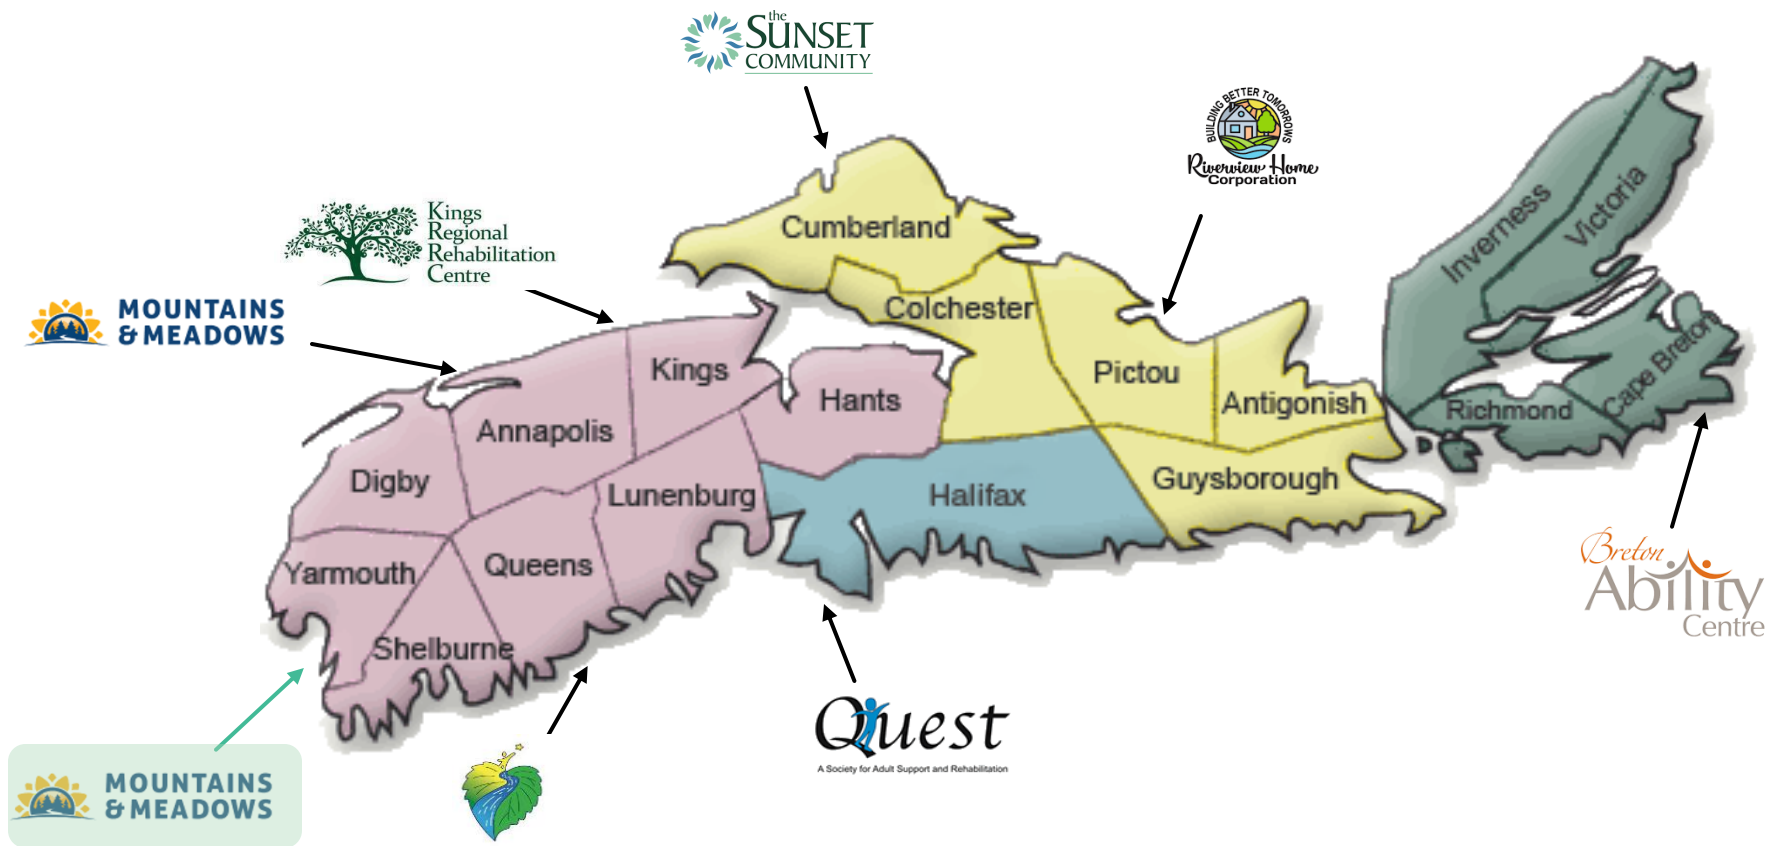 the
SUNSET
COMMUNITY
BUILDING BETTER TOMORROWS
Riverview Home
Corporation
Kings
Regional
Rehabilitation
Centre
MOUNTAINS
& MEADOWS
Cumberland
Colchester
Pictou
Antigonish
Guysborough
Inverness
Victoria
Cape Breton
Richmond
Kings
Hants
Annapolis
Digby
Lunenburg
Halifax
Yarmouth
Queens
Shelburne
Breton
Ability
Centre
Quest
A Society for Adult Support and Rehabilitation
MOUNTAINS
& MEADOWS